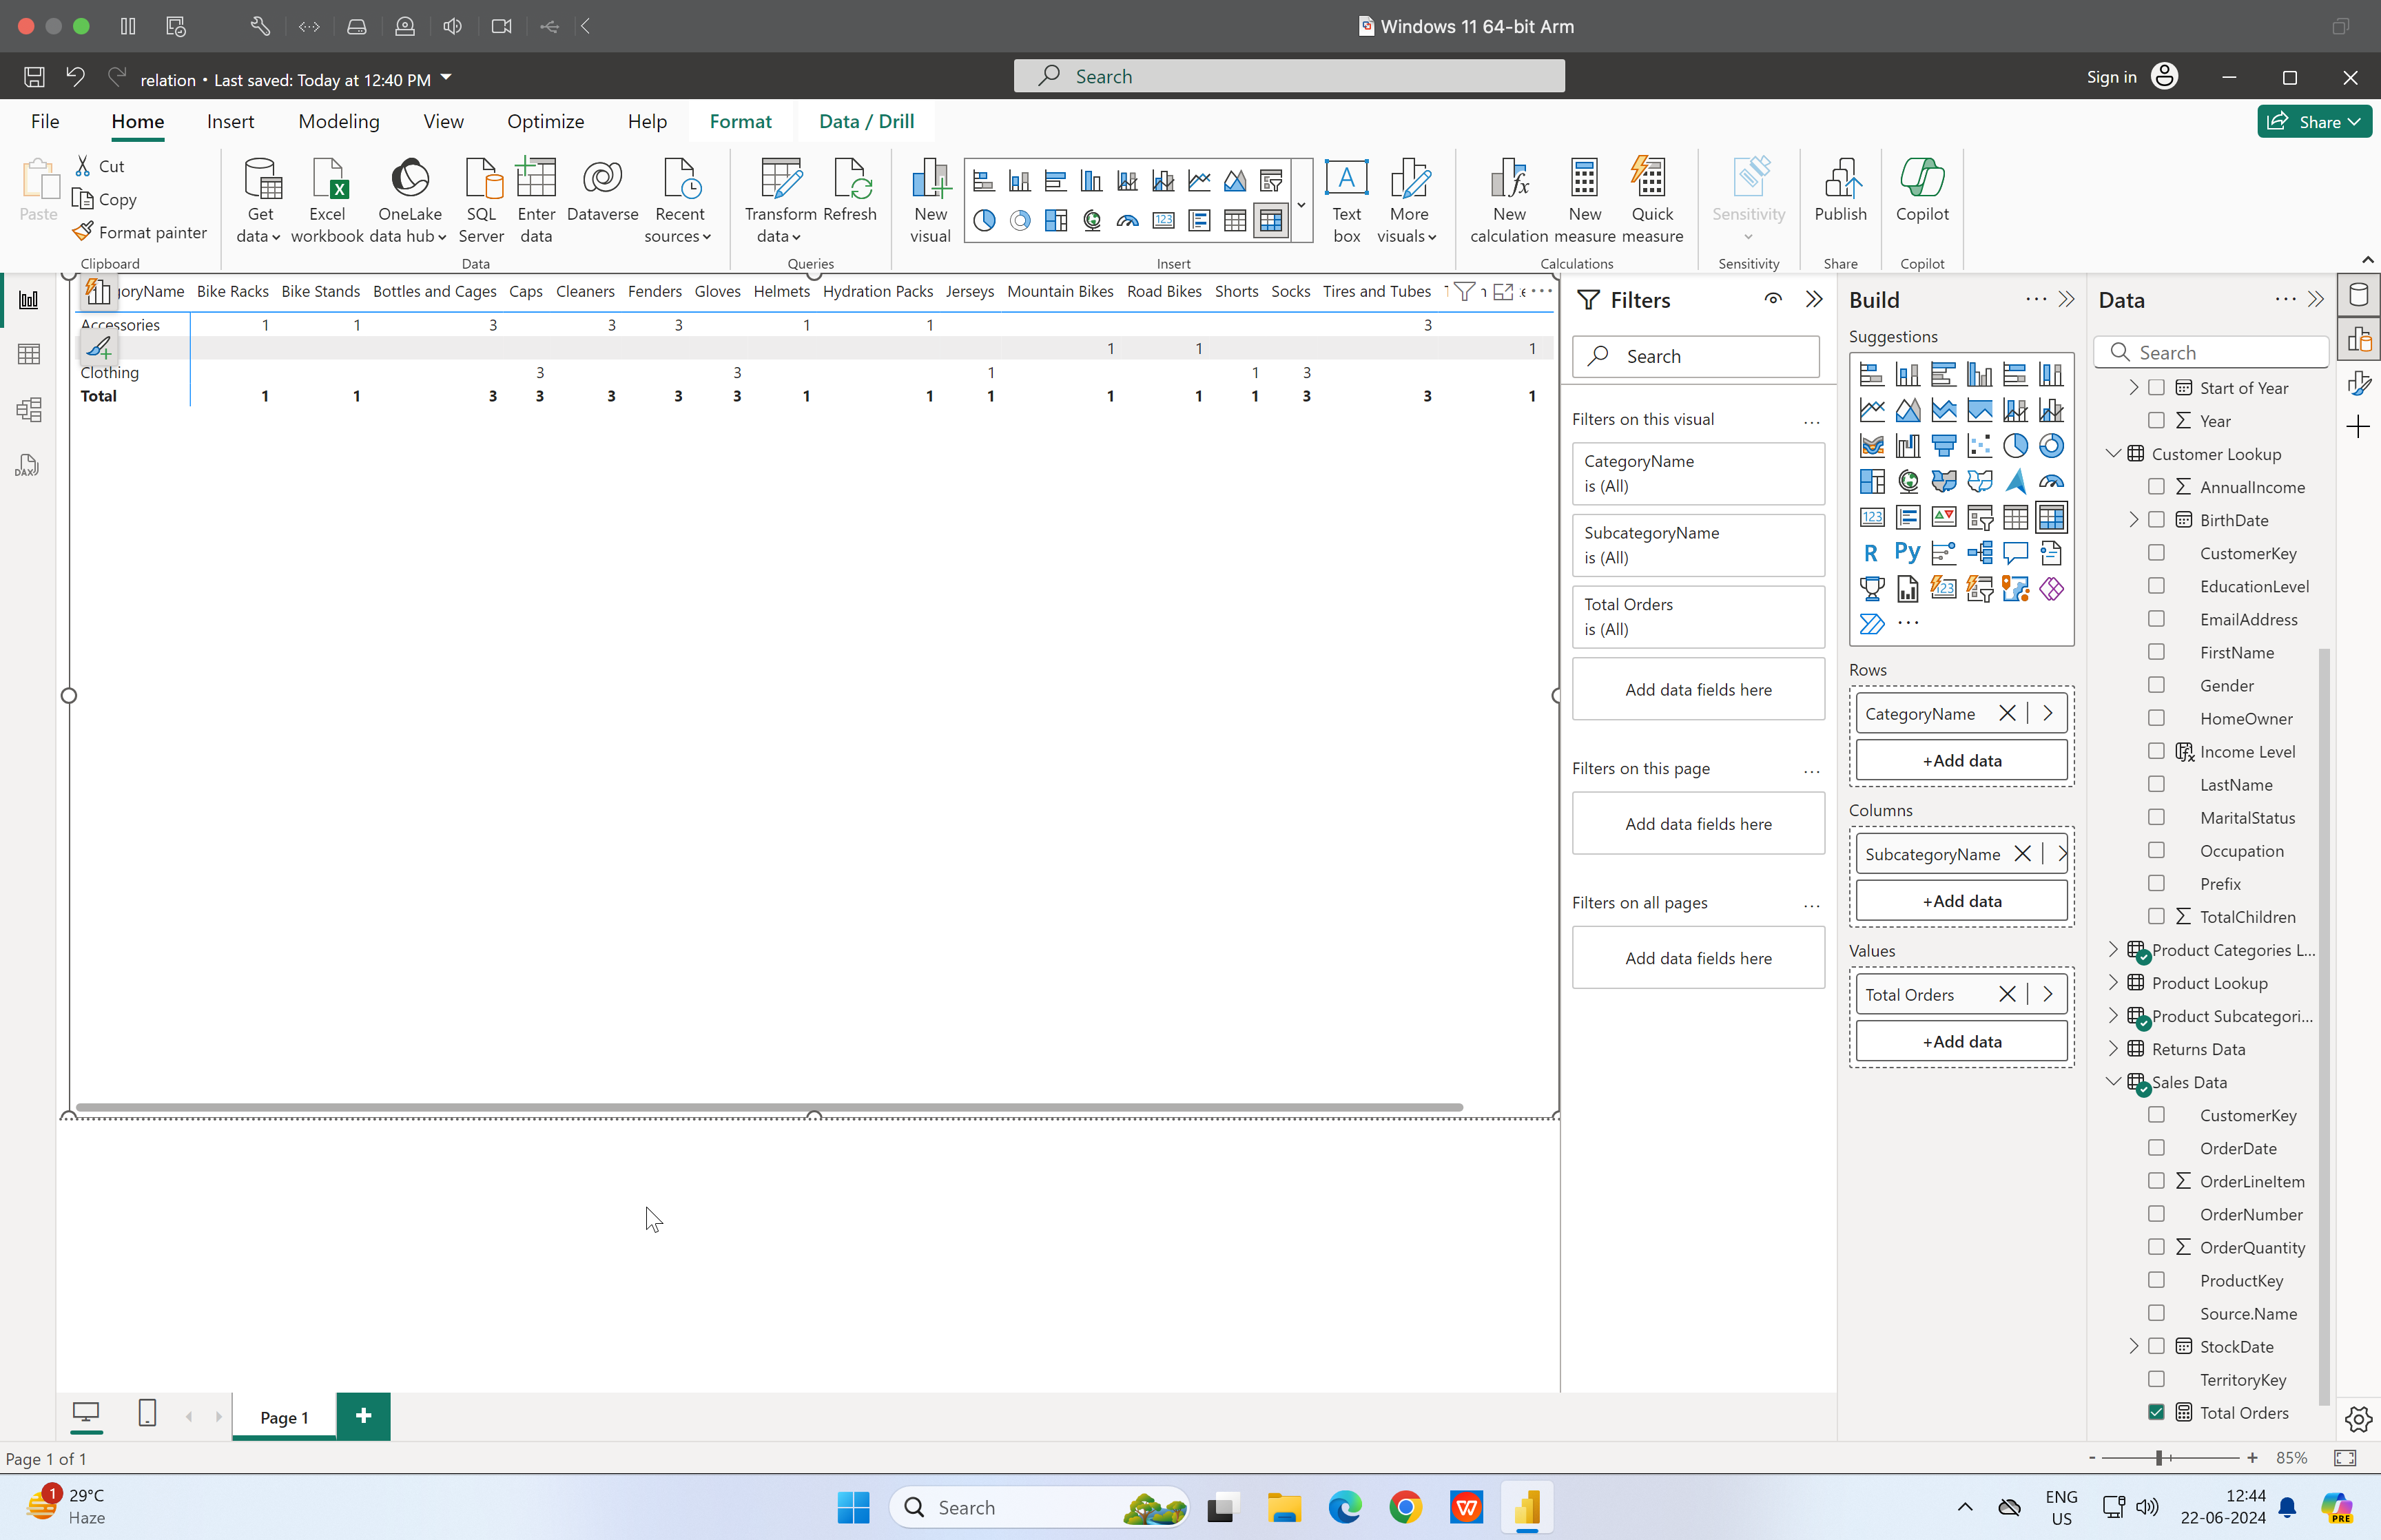 Windows 11 64-bit Arm
relation • Last saved: Today at 12:40 PM
Search
Sign in
File Home Insert Modeling View Optimize Help Format Data / Drill
Share
Paste
Cut
Copy
Format painter
Clipboard
Get data
Excel workbook
OneLake data hub
SQL Server
Enter data
Dataverse
Recent sources
Data
Transform data
Refresh
Queries
New visual
Text box
More visuals
Insert
New calculation
New measure
Quick measure
Calculations
Sensitivity
Sensitivity
Publish
Share
Copilot
Copilot
goryName Bike Racks Bike Stands Bottles and Cages Caps Cleaners Fenders Gloves Helmets Hydration Packs Jerseys Mountain Bikes Road Bikes Shorts Socks Tires and Tubes
Accessories 1 1 3 3 3 1 1 3
1 1 1
Clothing 3 3 1 1 3
Total 1 1 3 3 3 3 3 1 1 1 1 1 1 3 3 1
Filters
Search
Filters on this visual
CategoryName
is (All)
SubcategoryName
is (All)
Total Orders
is (All)
Add data fields here
Filters on this page
Add data fields here
Filters on all pages
Add data fields here
Build
Suggestions
123
R Py
123
Rows
CategoryName
+Add data
Columns
SubcategoryName
+Add data
Values
Total Orders
+Add data
Data
Search
Start of Year
Year
Customer Lookup
AnnualIncome
BirthDate
CustomerKey
EducationLevel
EmailAddress
FirstName
Gender
HomeOwner
Income Level
LastName
MaritalStatus
Occupation
Prefix
TotalChildren
Product Categories L...
Product Lookup
Product Subcategori...
Returns Data
Sales Data
CustomerKey
OrderDate
OrderLineItem
OrderNumber
OrderQuantity
ProductKey
Source.Name
StockDate
TerritoryKey
Total Orders
DAX
Page 1
Page 1 of 1
85%
1
29°C
Haze
Search
ENG
US
12:44
22-06-2024
PRE